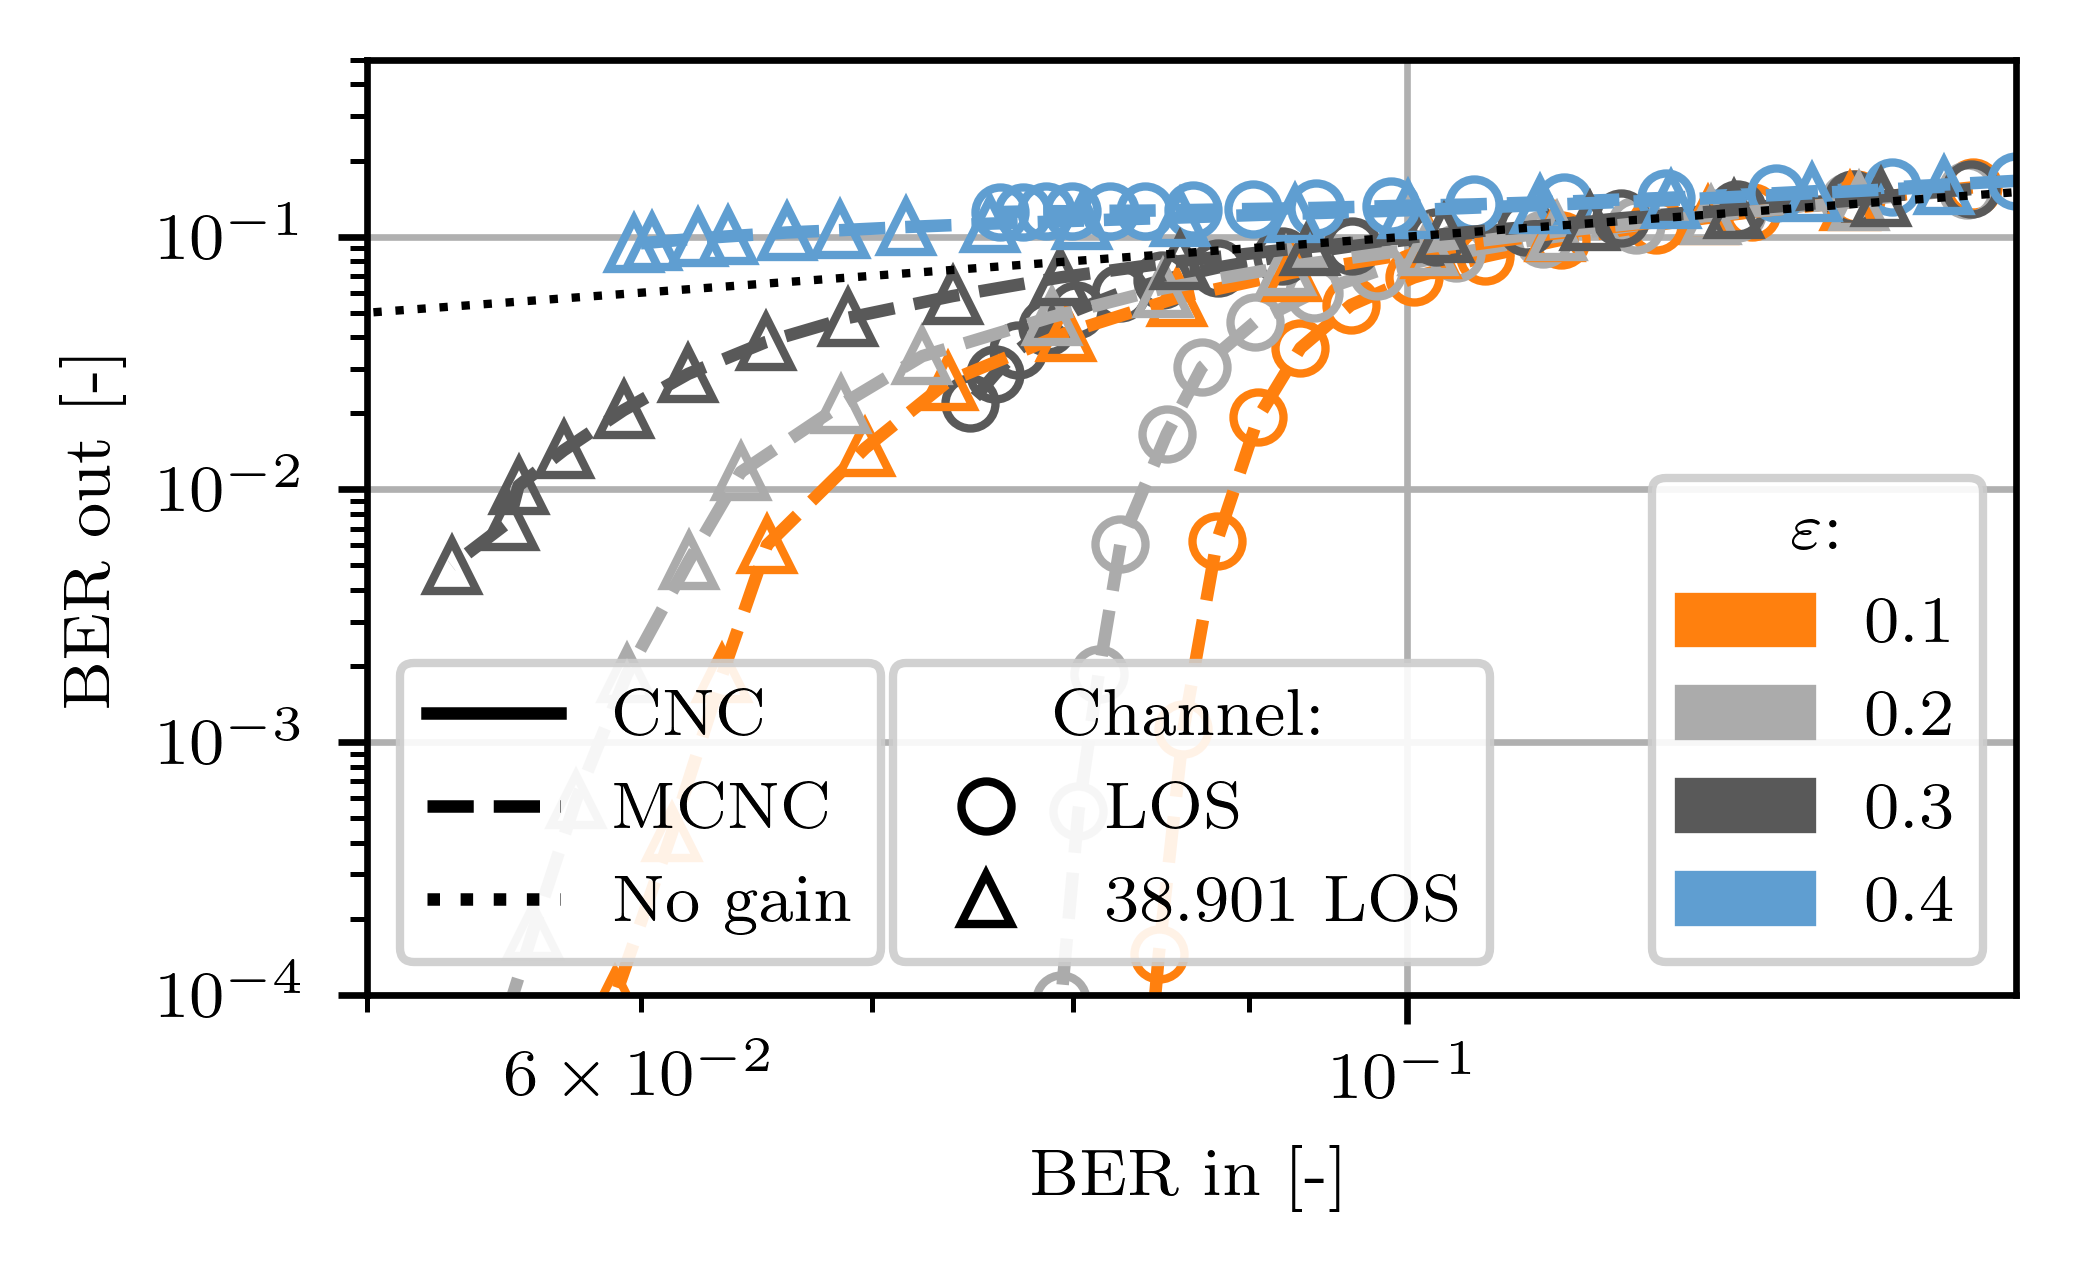 BER out [-]
10⁻¹
10⁻²
10⁻³
10⁻⁴
CNC
MCNC
No gain
Channel:
LOS
38.901 LOS
ε:
0.1
0.2
0.3
0.4
6 × 10⁻²
10⁻¹
BER in [-]